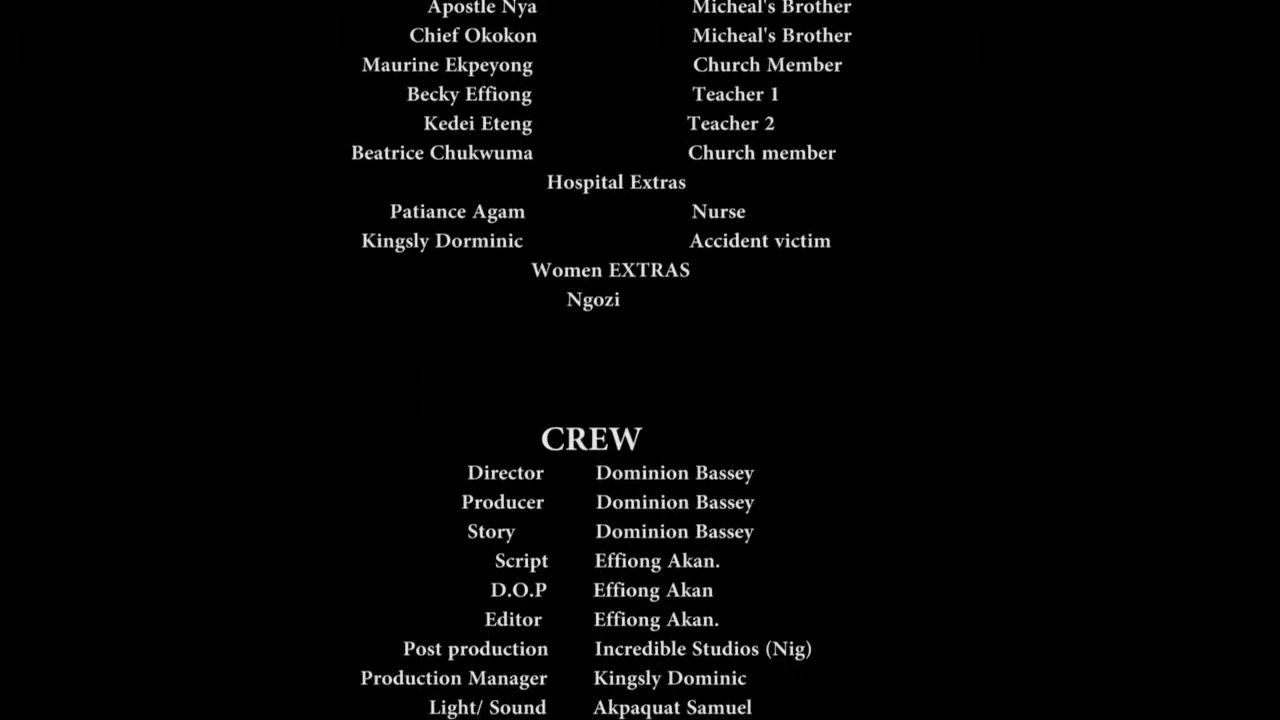 Apostle Nya Micheal's Brother
Chief Okokon Micheal's Brother
Maurine Ekpeyong Church Member
Becky Effiong Teacher 1
Kedei Eteng Teacher 2
Beatrice Chukwuma Church member
Hospital Extras
Patiance Agam Nurse
Kingsly Dorminic Accident victim
Women EXTRAS
Ngozi
CREW
Director Dominion Bassey
Producer Dominion Bassey
Story Dominion Bassey
Script Effiong Akan.
D.O.P Effiong Akan
Editor Effiong Akan.
Post production Incredible Studios (Nig)
Production Manager Kingsly Dominic
Light/ Sound Akpaquat Samuel